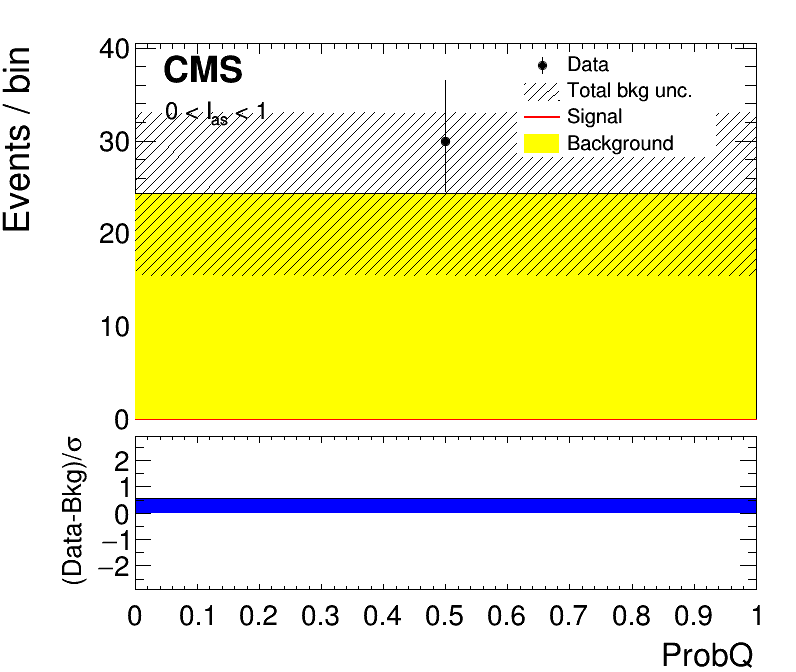 Events / bin
40
30
20
10
0
CMS
0 < I_as < 1
Data
Total bkg unc.
Signal
Background
(Data-Bkg)/σ
2
1
0
−1
−2
0 0.1 0.2 0.3 0.4 0.5 0.6 0.7 0.8 0.9 1
ProbQ